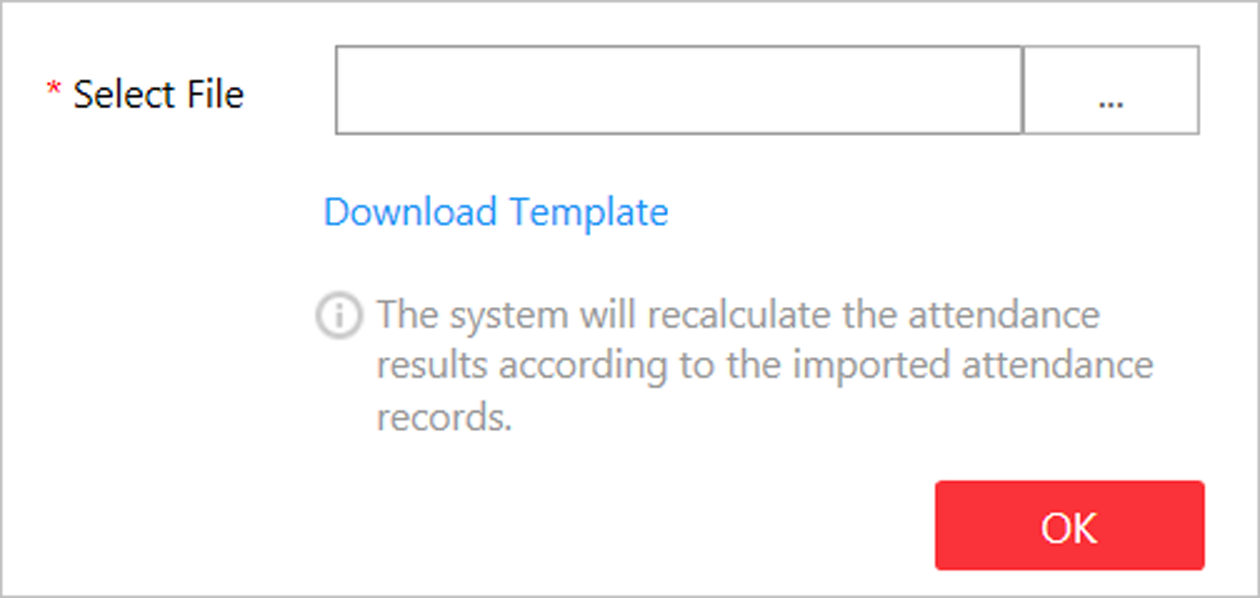 * Select File
...
Download Template
The system will recalculate the attendance
results according to the imported attendance
records.
OK